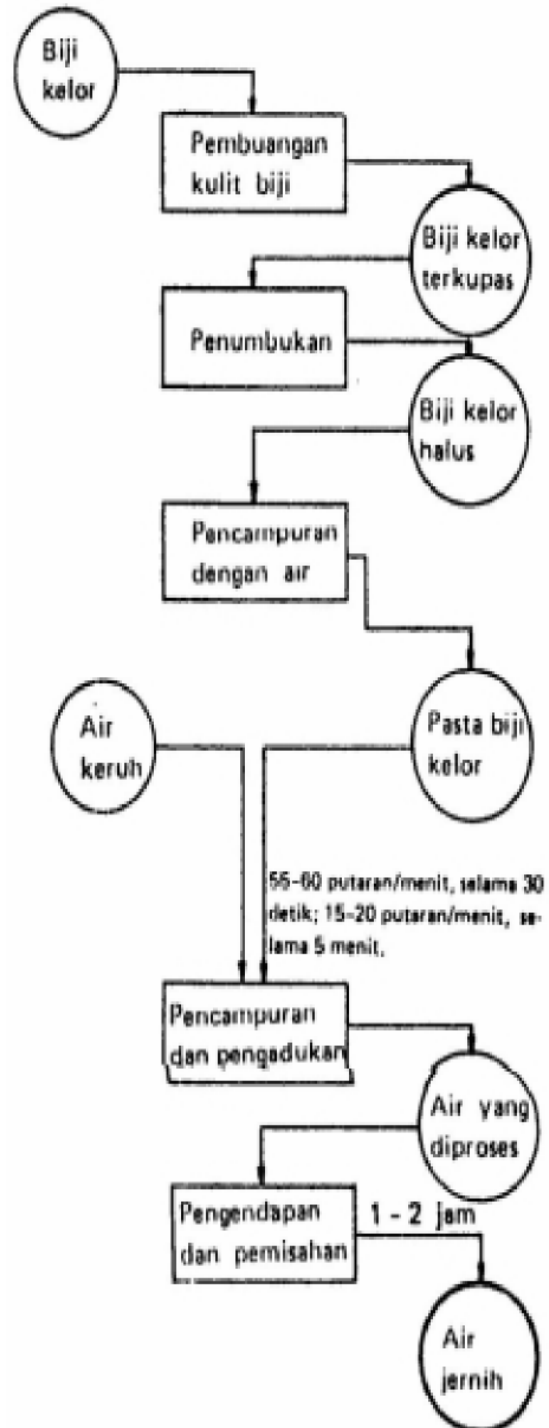 Biji
kelor
Pembuangan
kulit biji
Biji kelor
terkupas
Penumbukan
Biji kelor
halus
Pencampuran
dengan air
Air
keruh
Pasta biji
kelor
55-60 putaran/menit, selama 30
detik; 15-20 putaran/menit, se-
lama 5 menit.
Pencampuran
dan pengadukan
Air yang
diproses
Pengendapan
dan pemisahan
1 - 2 jam
Air
jernih